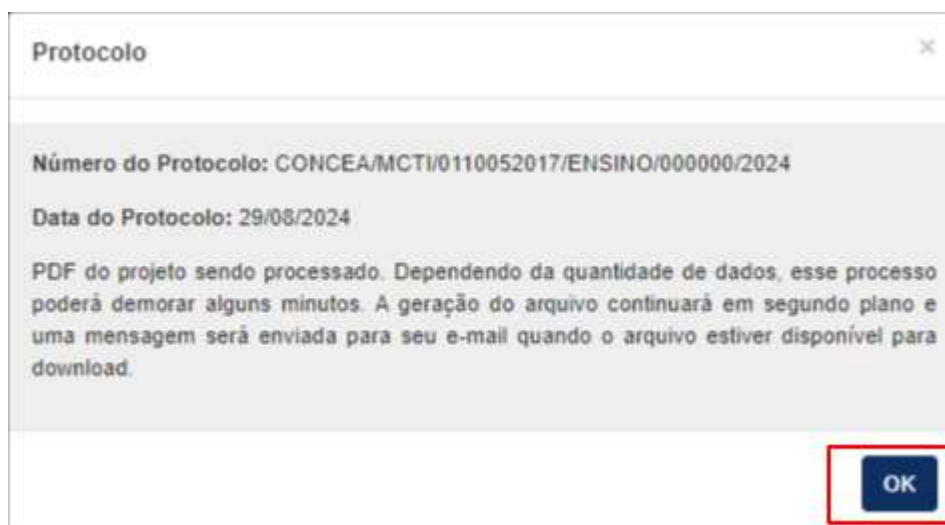 Protocolo ×
Número do Protocolo: CONCEA/MCTI/0110052017/ENSINO/000000/2024
Data do Protocolo: 29/08/2024
PDF do projeto sendo processado. Dependendo da quantidade de dados, esse processo
poderá demorar alguns minutos. A geração do arquivo continuará em segundo plano e
uma mensagem será enviada para seu e-mail quando o arquivo estiver disponível para
download.
OK